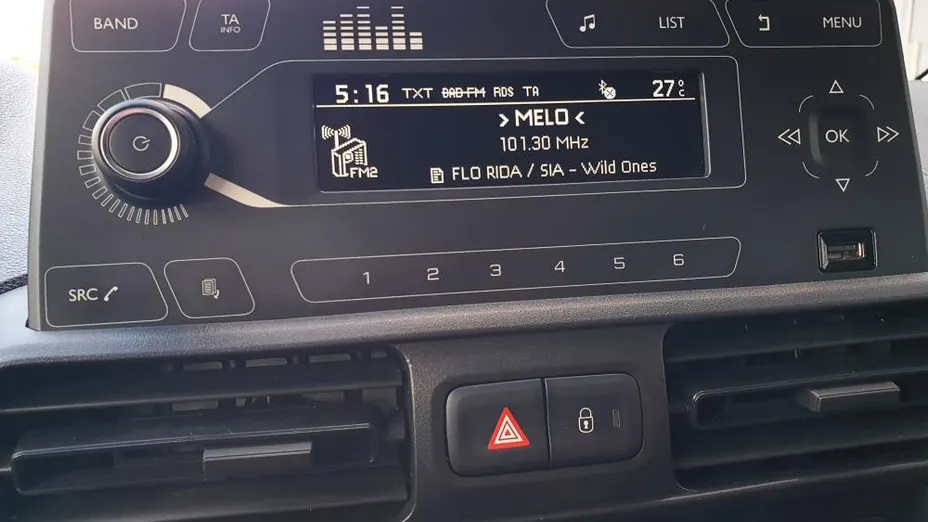 BAND
TA
INFO
LIST
MENU
5:16 TXT DAB-FM RDS TA 27°C
> MELO <
101.30 MHz
FM2
FLO RIDA / SIA - Wild Ones
OK
SRC
1 2 3 4 5 6